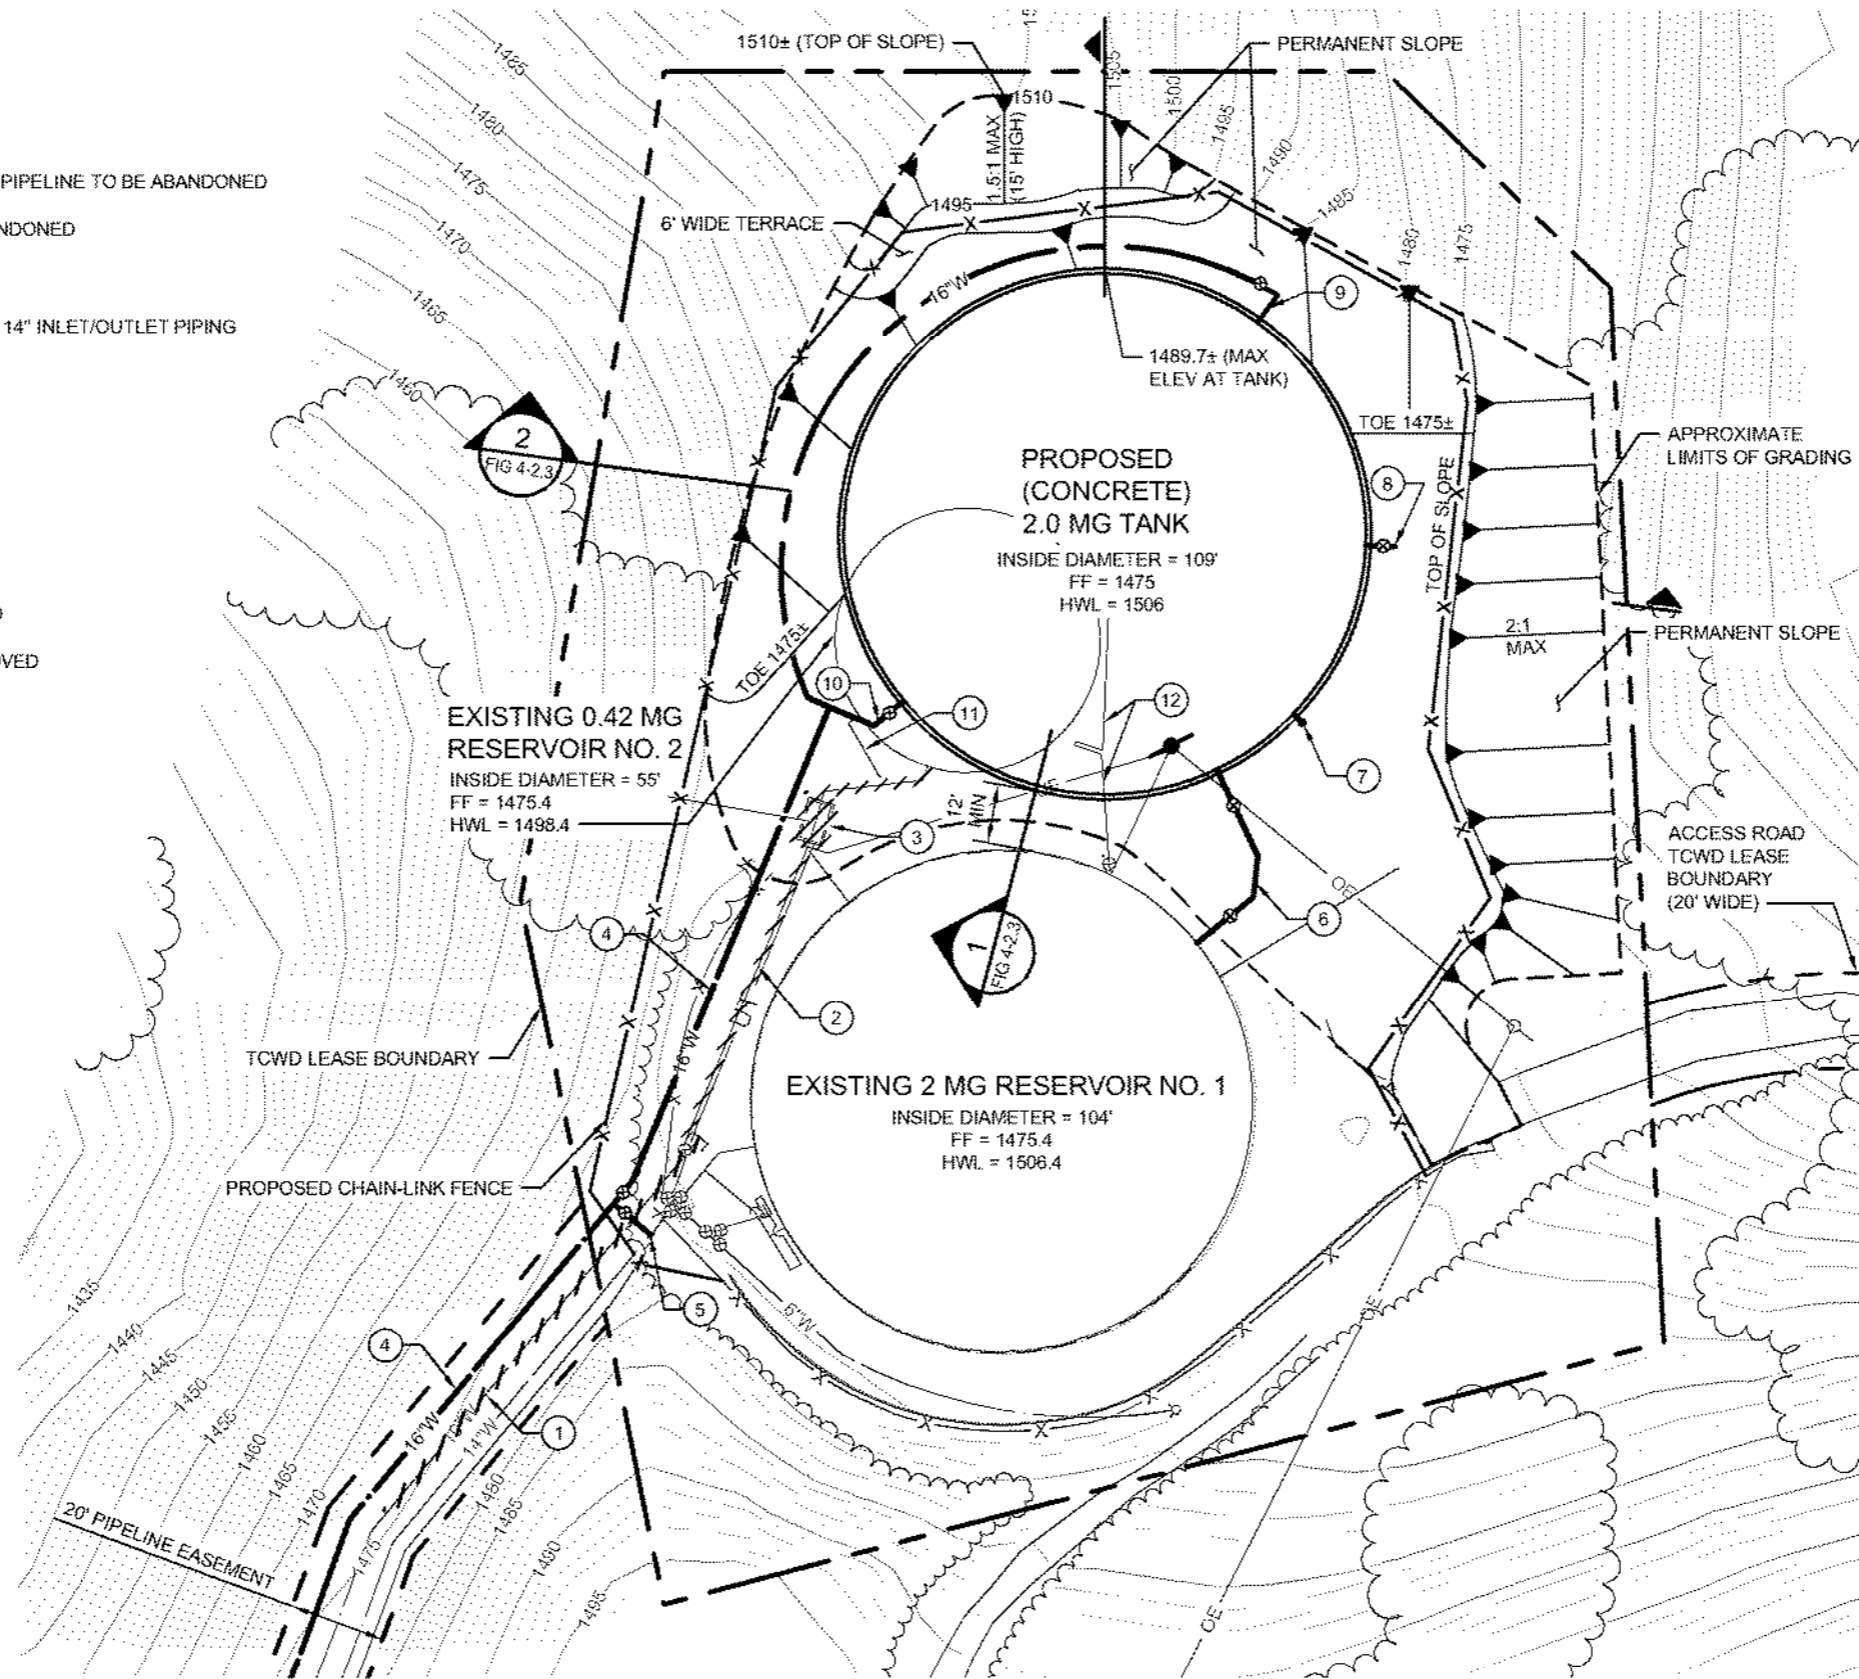 PIPELINE TO BE ABANDONED
NDONED
14" INLET/OUTLET PIPING
VED
1510± (TOP OF SLOPE)
PERMANENT SLOPE
1510
1505
1500
1495
1490
1485
1480
1475
1.5:1 MAX
(15' HIGH)
1495
6' WIDE TERRACE
16"W
1485
1480
1475
1470
1465
1460
9
1489.7± (MAX
ELEV AT TANK)
TOE 1475±
2
FIG 4-2.3
PROPOSED
(CONCRETE)
2.0 MG TANK
INSIDE DIAMETER = 109'
FF = 1475
HWL = 1506
8
APPROXIMATE
LIMITS OF GRADING
TOP OF SLOPE
2:1
MAX
PERMANENT SLOPE
TOE 1475±
10
11
12
7
EXISTING 0.42 MG
RESERVOIR NO. 2
INSIDE DIAMETER = 55'
FF = 1475.4
HWL = 1498.4
12'
MIN
3
OE
6
ACCESS ROAD
TCWD LEASE
BOUNDARY
(20' WIDE)
4
1
FIG 4-2.3
2
16"W
TCWD LEASE BOUNDARY
EXISTING 2 MG RESERVOIR NO. 1
INSIDE DIAMETER = 104'
FF = 1475.4
HWL = 1506.4
PROPOSED CHAIN-LINK FENCE
5
6"W
OE
4
1
16"W
14"W
1435
1440
1445
1450
1455
1460
1465
1470
1475
1480
1485
1490
1495
20' PIPELINE EASEMENT
OE